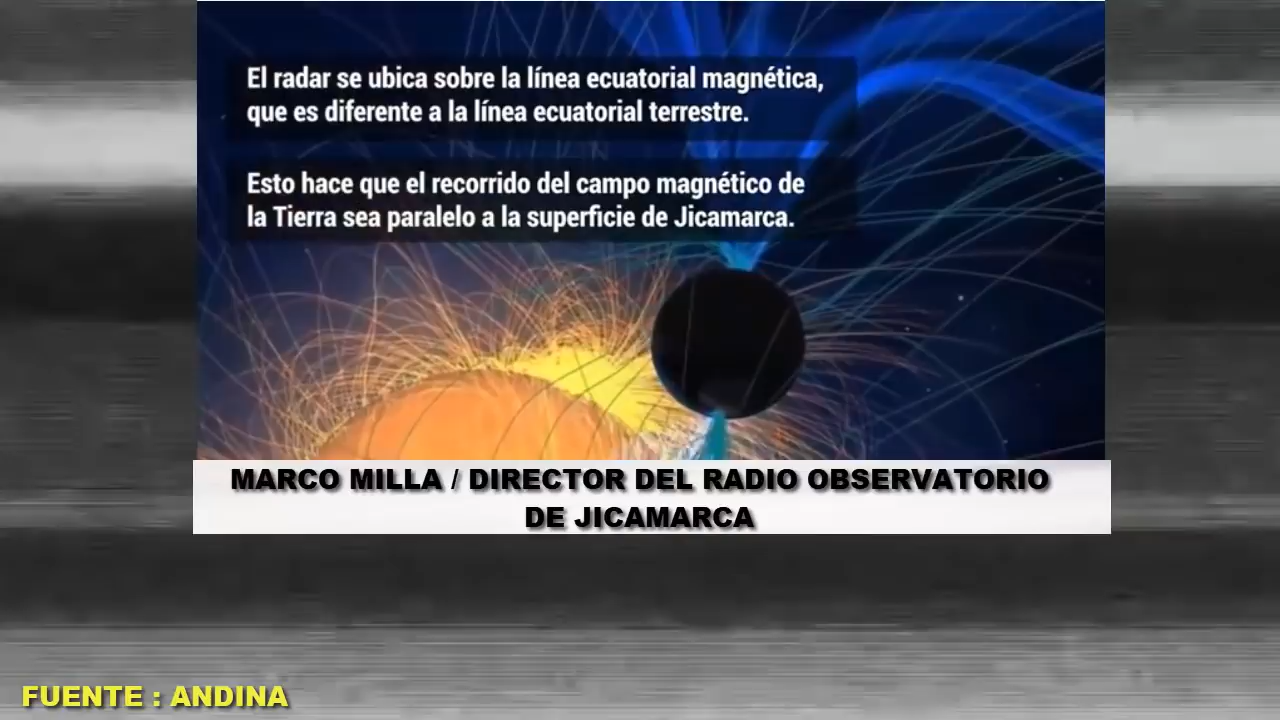 El radar se ubica sobre la línea ecuatorial magnética,
que es diferente a la línea ecuatorial terrestre.
Esto hace que el recorrido del campo magnético de
la Tierra sea paralelo a la superficie de Jicamarca.
MARCO MILLA / DIRECTOR DEL RADIO OBSERVATORIO
DE JICAMARCA
FUENTE : ANDINA